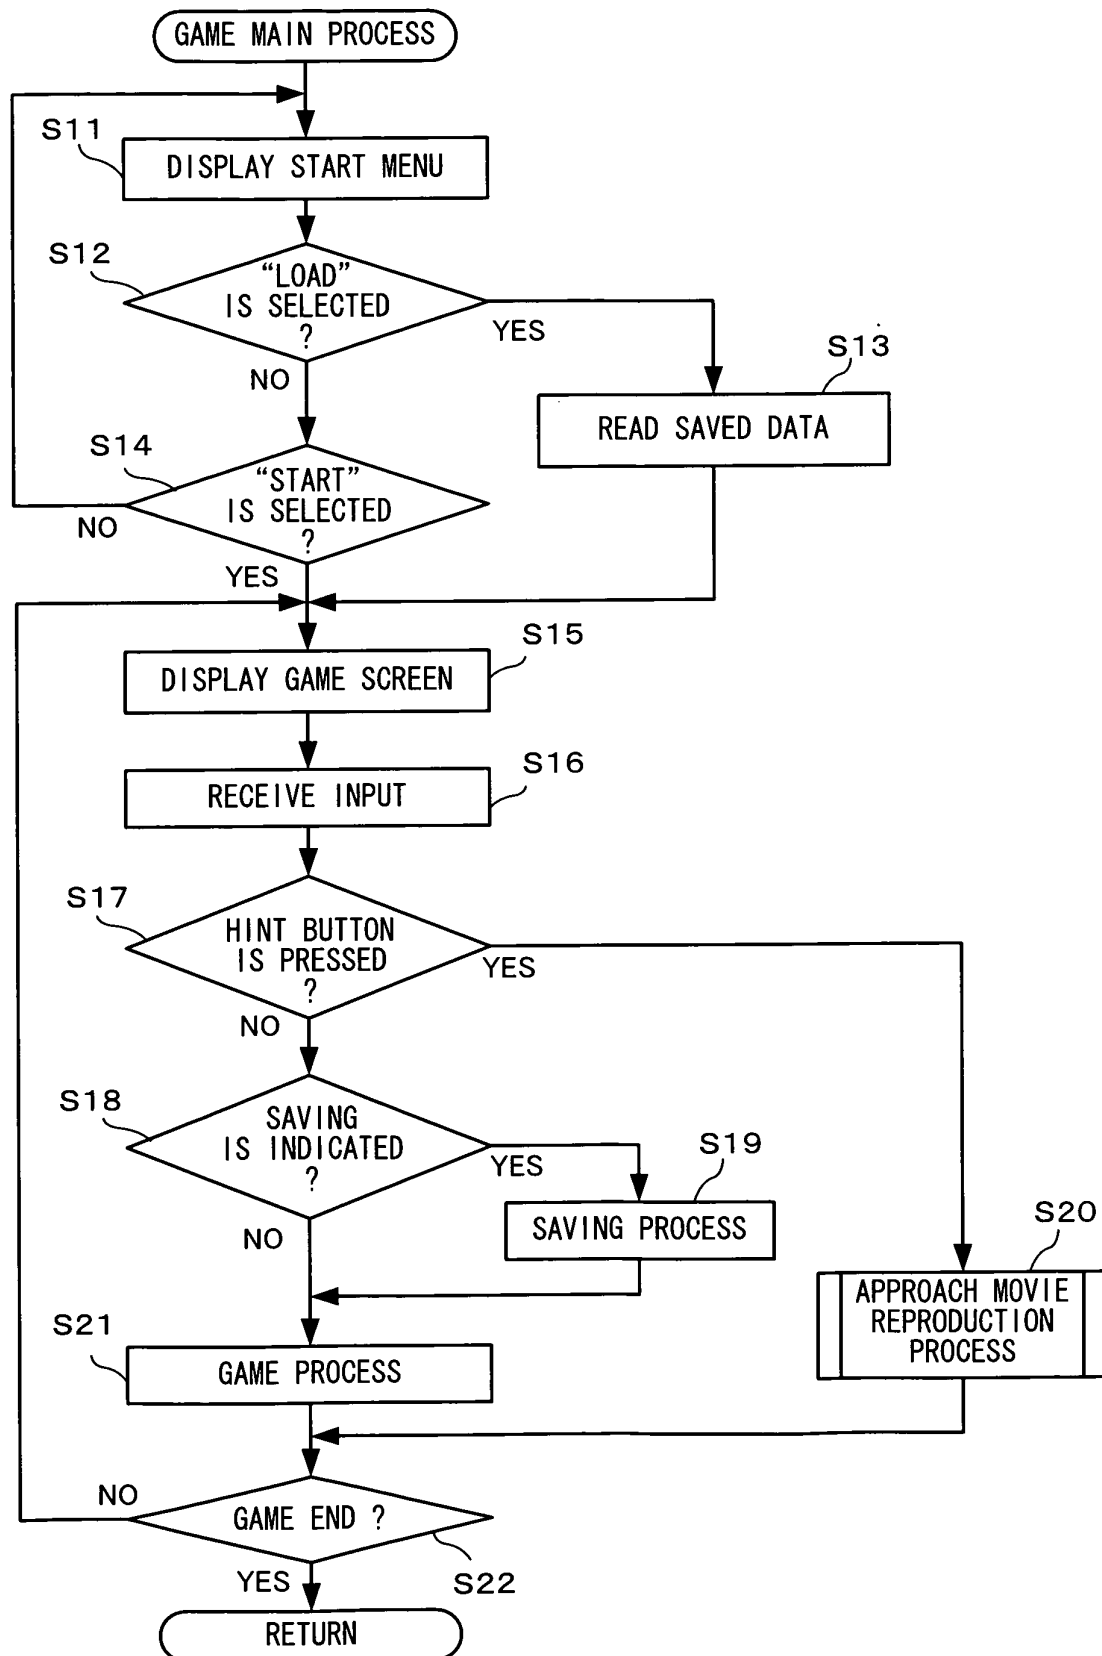 GAME MAIN PROCESS
S11
DISPLAY START MENU
S12
“LOAD”
IS SELECTED
?
YES
NO
S13
READ SAVED DATA
S14
“START”
IS SELECTED
?
NO
YES
S15
DISPLAY GAME SCREEN
S16
RECEIVE INPUT
S17
HINT BUTTON
IS PRESSED
?
YES
NO
S18
SAVING
IS INDICATED
?
YES
NO
S19
SAVING PROCESS
S20
APPROACH MOVIE
REPRODUCTION
PROCESS
S21
GAME PROCESS
NO
GAME END ?
YES
S22
RETURN